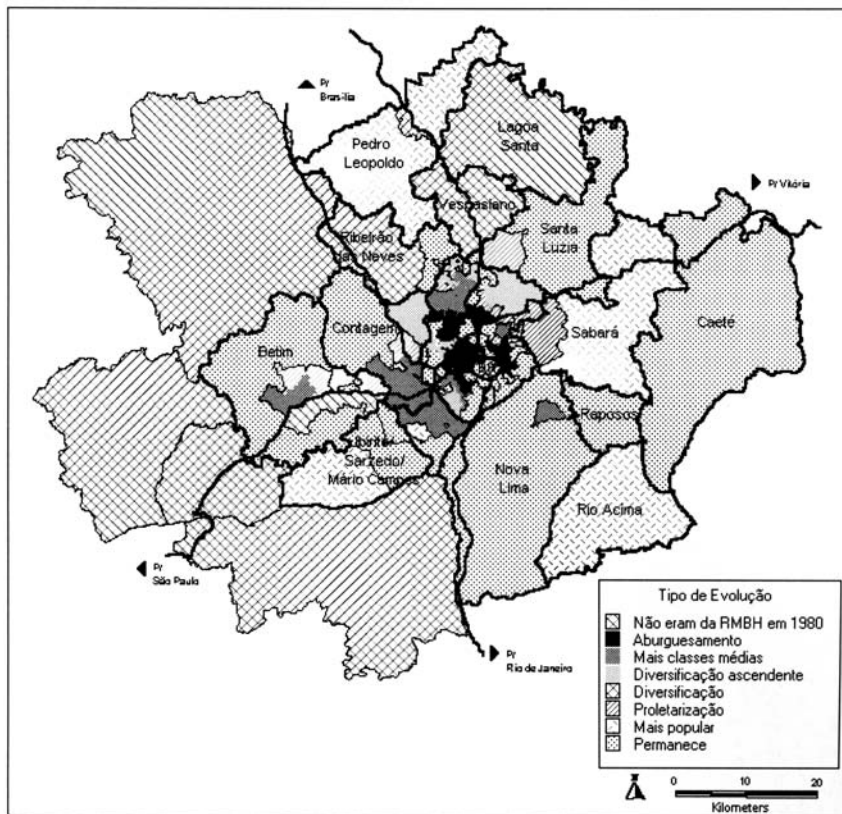 Pr
Brasília
Lagoa
Santa
Pedro
Leopoldo
Pr Vitória
Vespasiano
Santa
Luzia
Ribeirão
das Neves
Contagem
Sabará
Caeté
Betim
Raposos
Ibirité/
Sarzedo/
Mário Campos
Nova
Lima
Rio Acima
Pr
São Paulo
Pr
Rio de Janeiro
Tipo de Evolução
Não eram da RMBH em 1980
Aburguesamento
Mais classes médias
Diversificação ascendente
Diversificação
Proletarização
Mais popular
Permanece
0 10 20
Kilometers